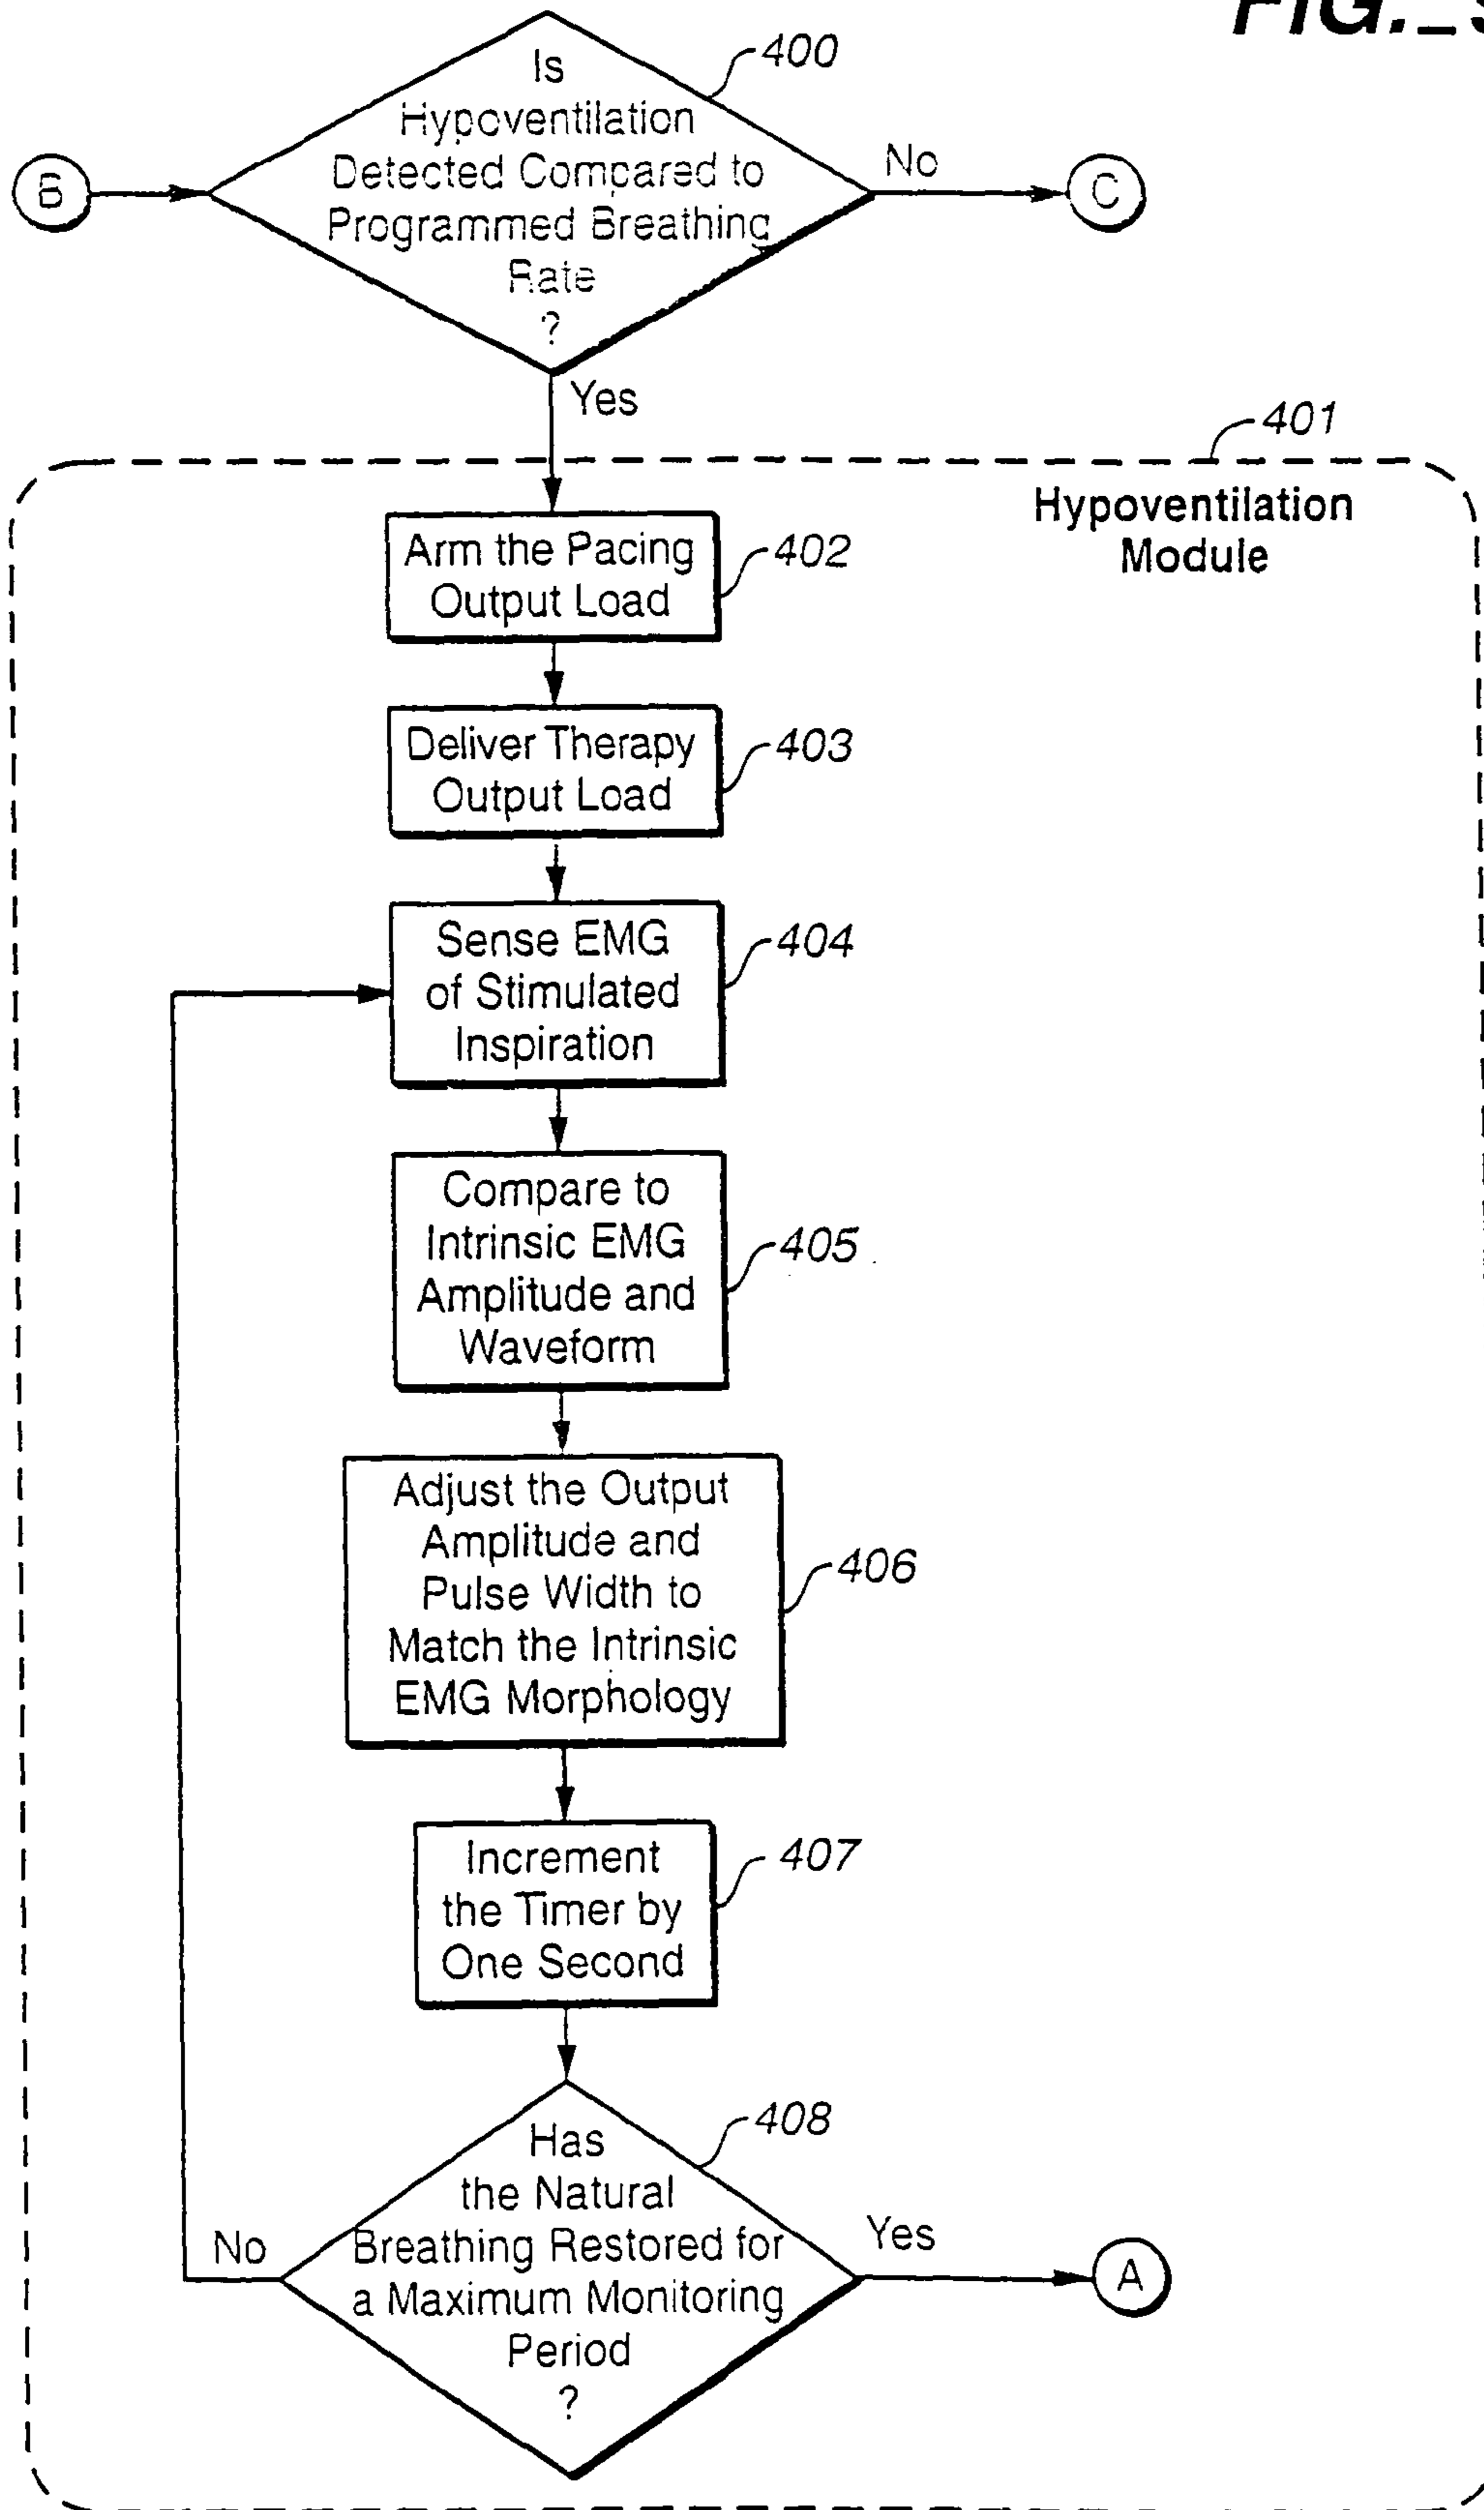 FIG._
400
Is
Hypoventilation
Detected Compared to
Programmed Breathing
Rate
?
B
No
C
Yes
401
Hypoventilation
Module
Arm the Pacing
Output Load
402
Deliver Therapy
Output Load
403
Sense EMG
of Stimulated
Inspiration
404
Compare to
Intrinsic EMG
Amplitude and
Waveform
405
Adjust the Output
Amplitude and
Pulse Width to
Match the Intrinsic
EMG Morphology
406
Increment
the Timer by
One Second
407
Has
the Natural
Breathing Restored for
a Maximum Monitoring
Period
?
408
No
Yes
A